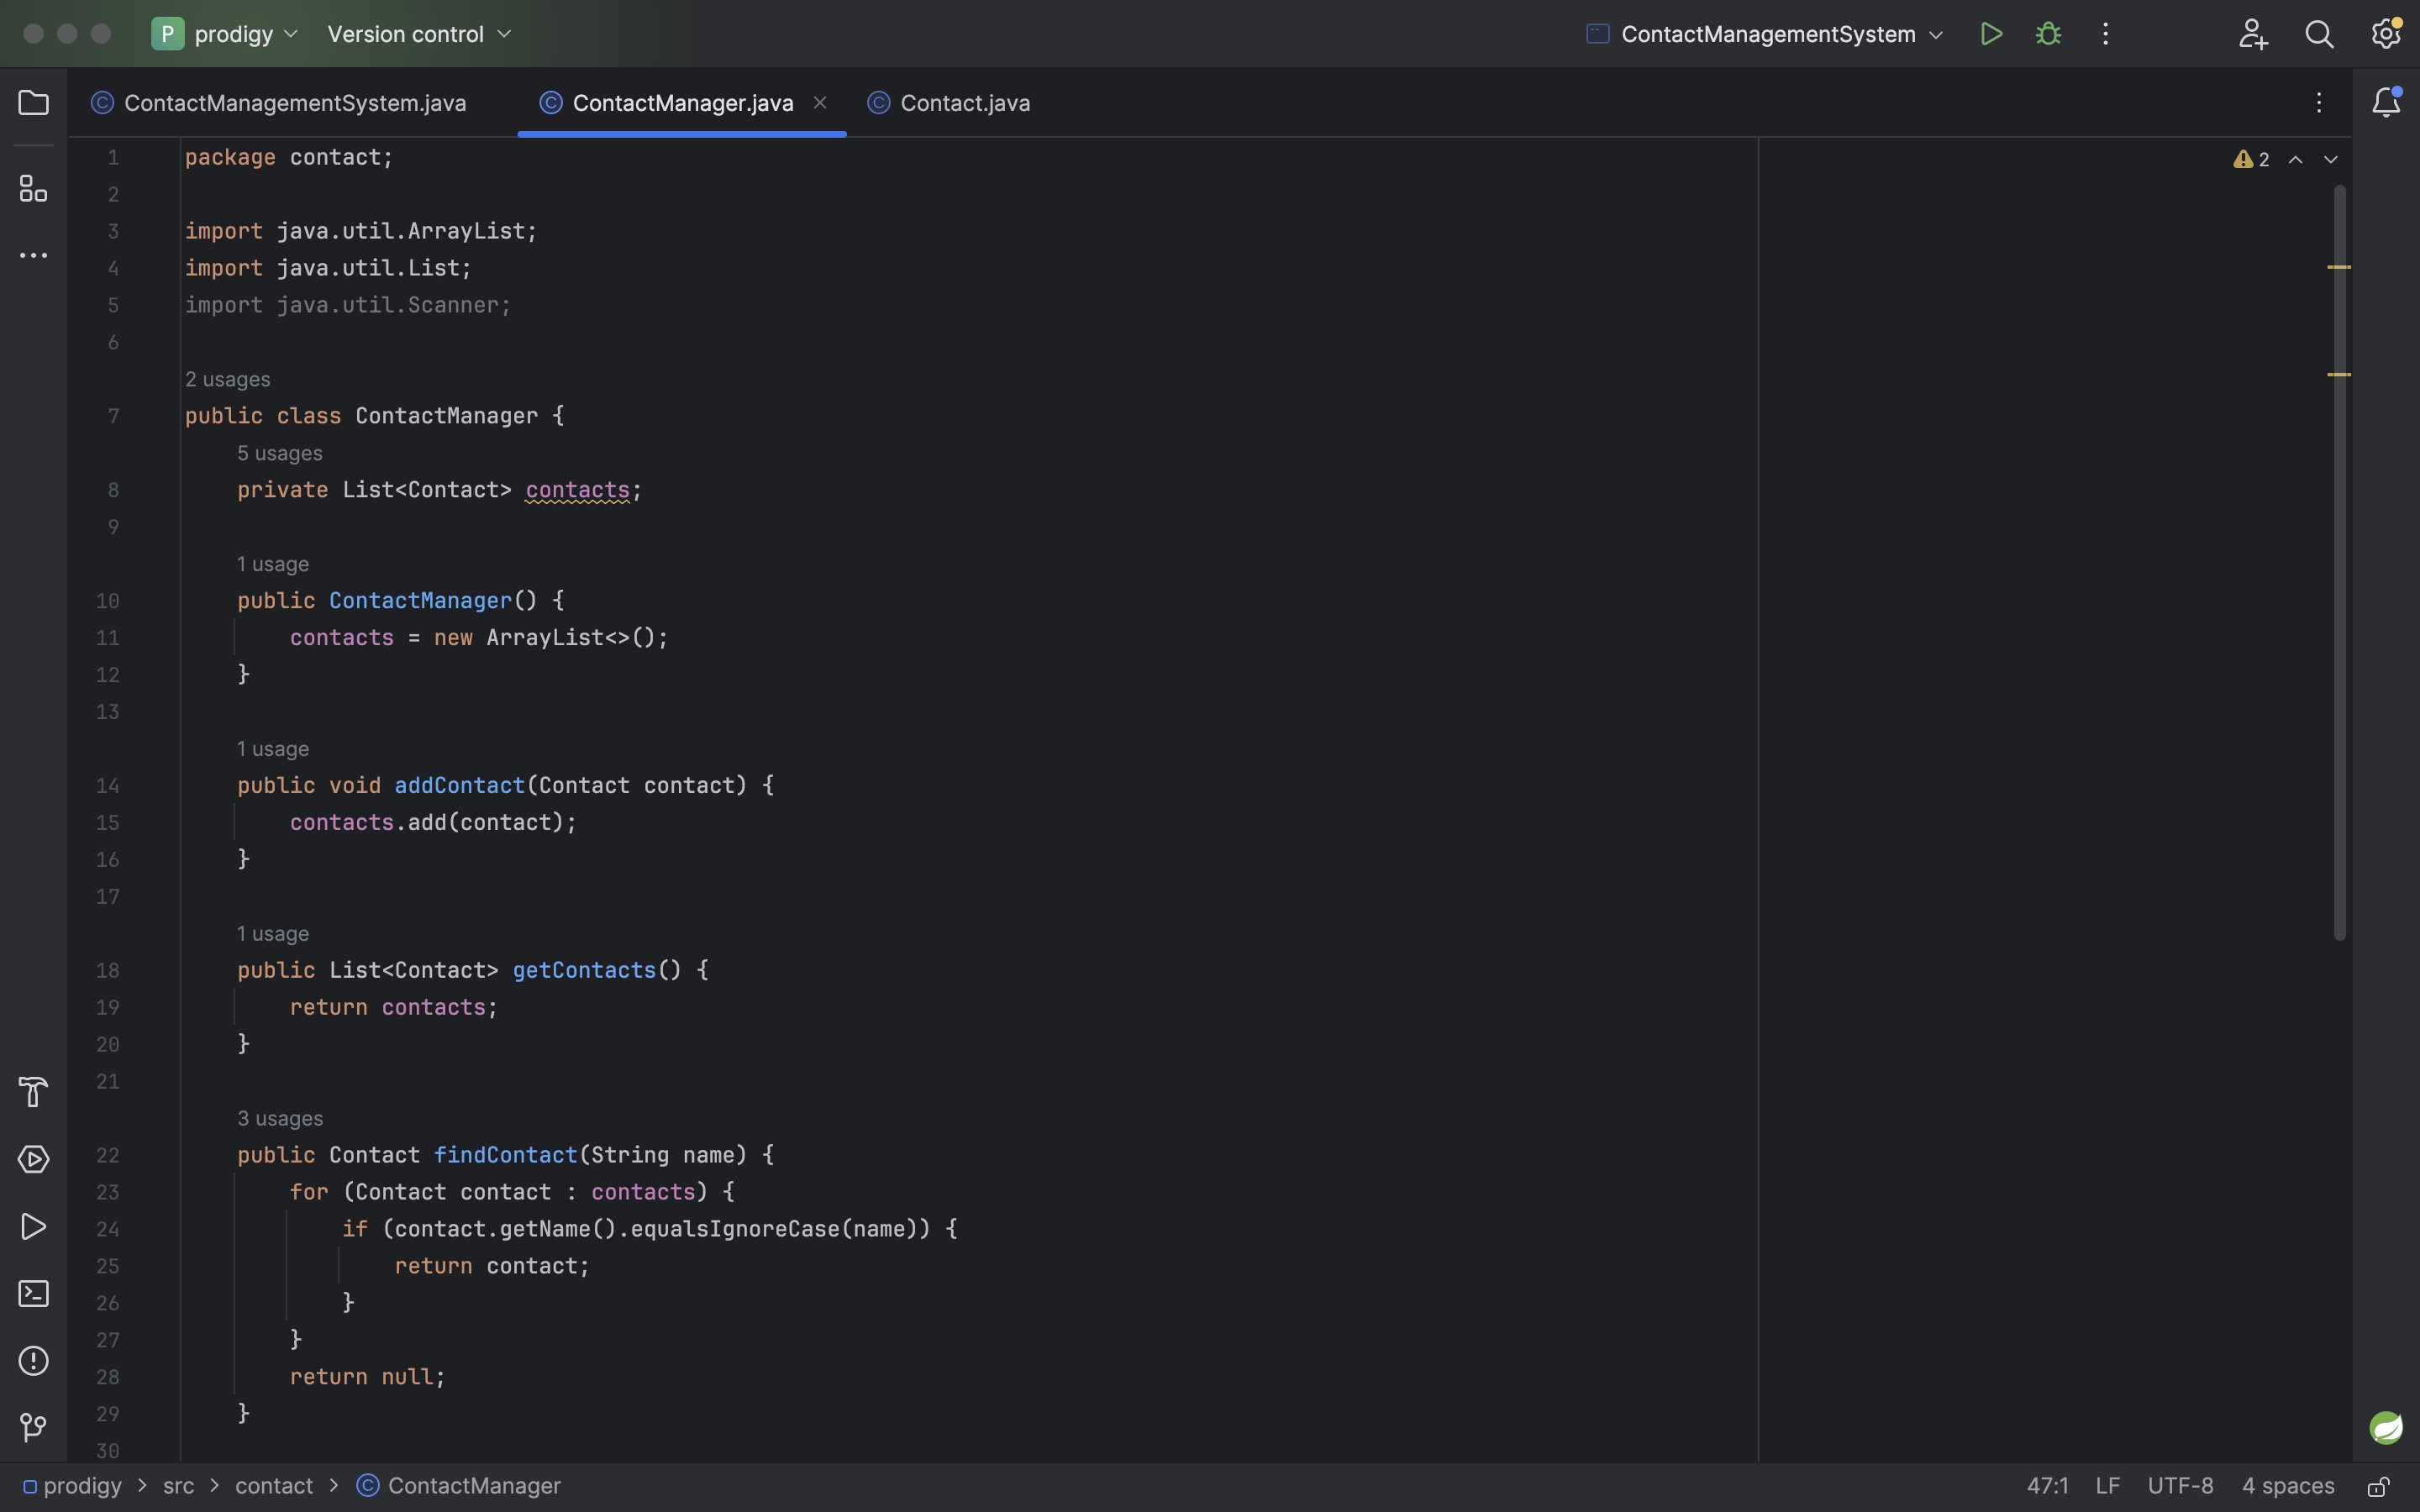 P prodigy Version control ContactManagementSystem
ContactManagementSystem.java ContactManager.java Contact.java
2
1 package contact;
2
3 import java.util.ArrayList;
4 import java.util.List;
5 import java.util.Scanner;
6
2 usages
7 public class ContactManager {
5 usages
8 private List<Contact> contacts;
9
1 usage
10 public ContactManager() {
11 contacts = new ArrayList<>();
12 }
13
1 usage
14 public void addContact(Contact contact) {
15 contacts.add(contact);
16 }
17
1 usage
18 public List<Contact> getContacts() {
19 return contacts;
20 }
21
3 usages
22 public Contact findContact(String name) {
23 for (Contact contact : contacts) {
24 if (contact.getName().equalsIgnoreCase(name)) {
25 return contact;
26 }
27 }
28 return null;
29 }
30
prodigy > src > contact > C ContactManager 47:1 LF UTF-8 4 spaces